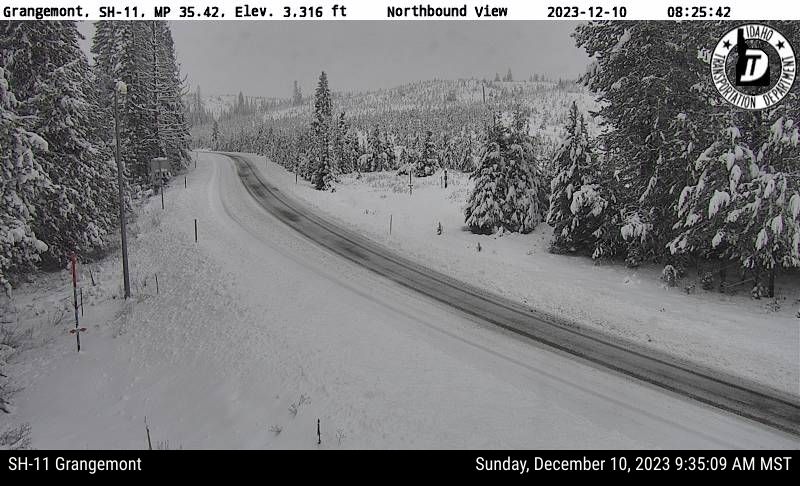 Grangemont, SH-11, MP 35.42, Elev. 3,316 ft Northbound View 2023-12-10 08:25:42
IDAHO
TRANSPORTATION DEPARTMENT
SH-11 Grangemont Sunday, December 10, 2023 9:35:09 AM MST